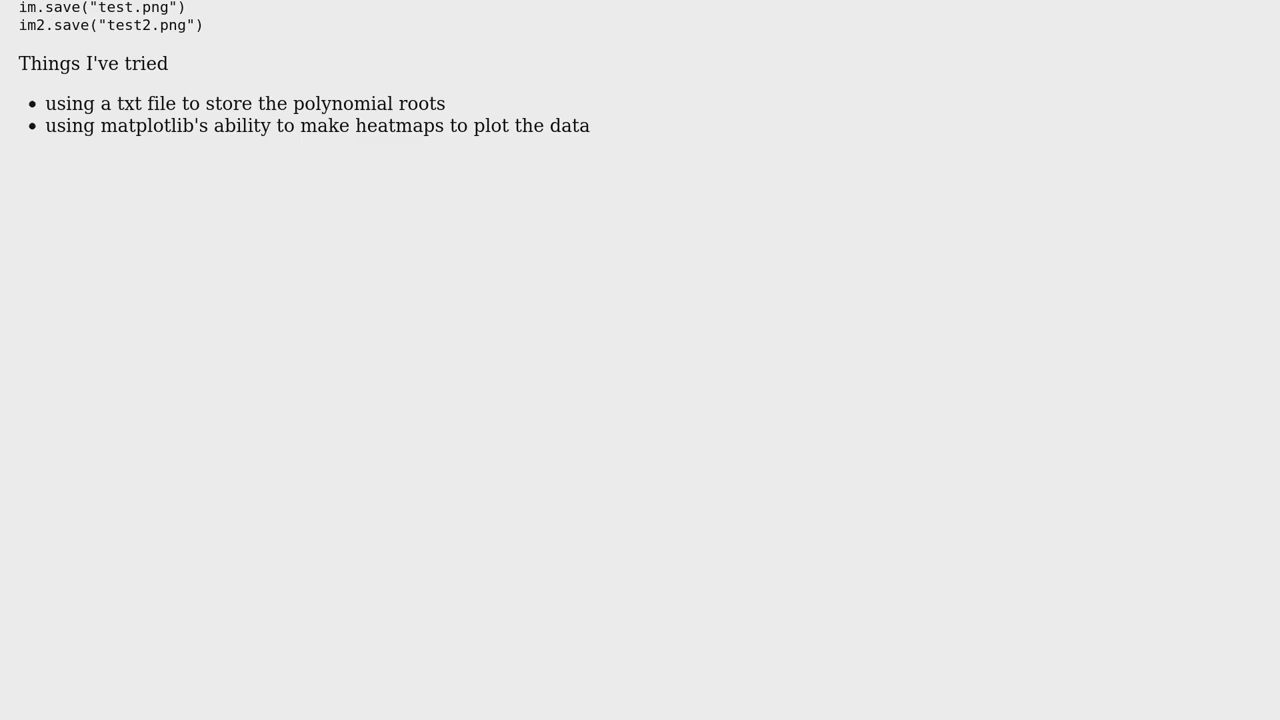 im.save("test.png")
im2.save("test2.png")
Things I've tried
• using a txt file to store the polynomial roots
• using matplotlib's ability to make heatmaps to plot the data